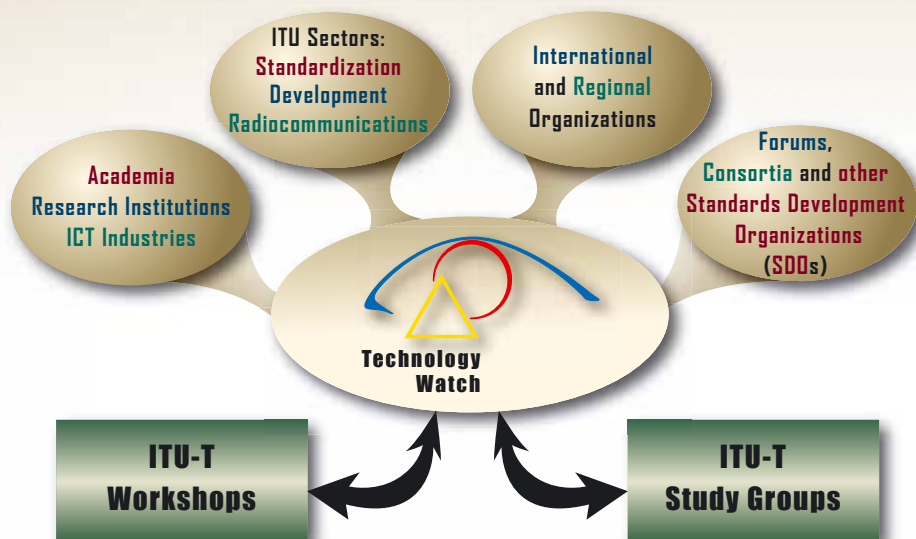 ITU Sectors:
Standardization
Development
Radiocommunications
International
and Regional
Organizations
Academia
Research Institutions
ICT Industries
Forums,
Consortia and other
Standards Development
Organizations
(SDOs)
Technology
Watch
ITU-T
Workshops
ITU-T
Study Groups